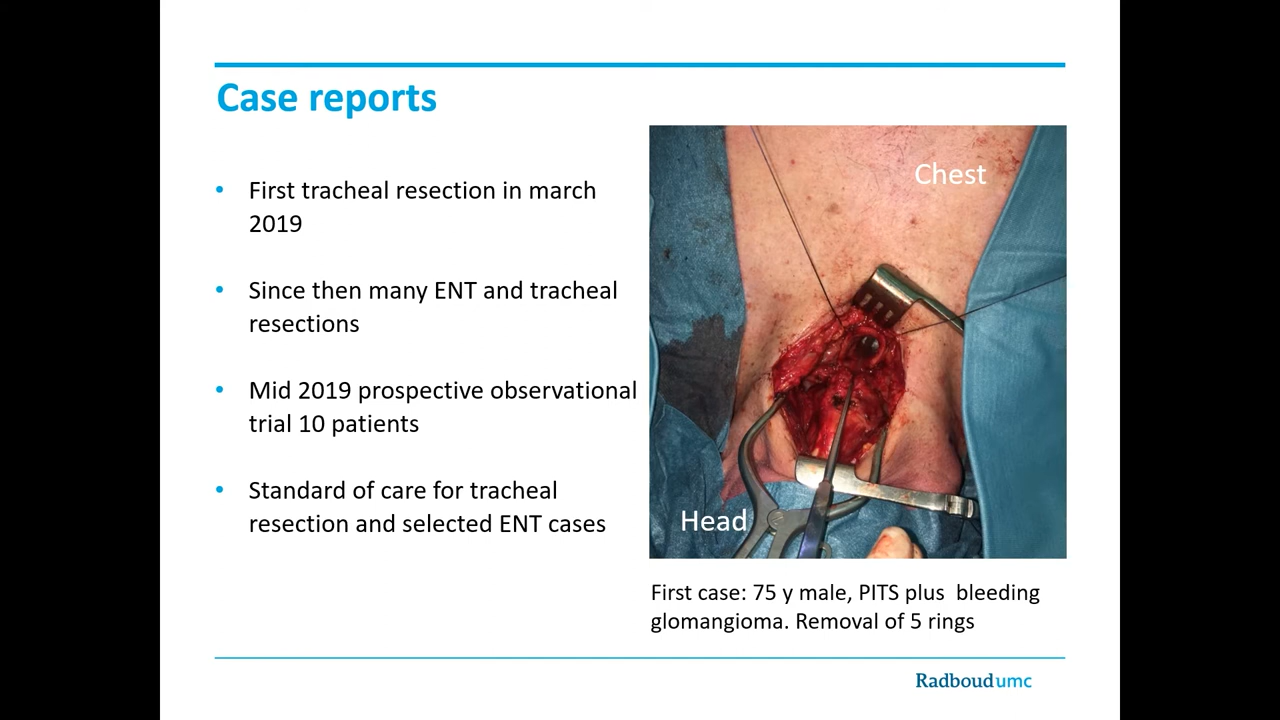 Case reports
• First tracheal resection in march
2019
• Since then many ENT and tracheal
resections
• Mid 2019 prospective observational
trial 10 patients
• Standard of care for tracheal
resection and selected ENT cases
Chest
Head
First case: 75 y male, PITS plus  bleeding
glomangioma. Removal of 5 rings
Radboudumc